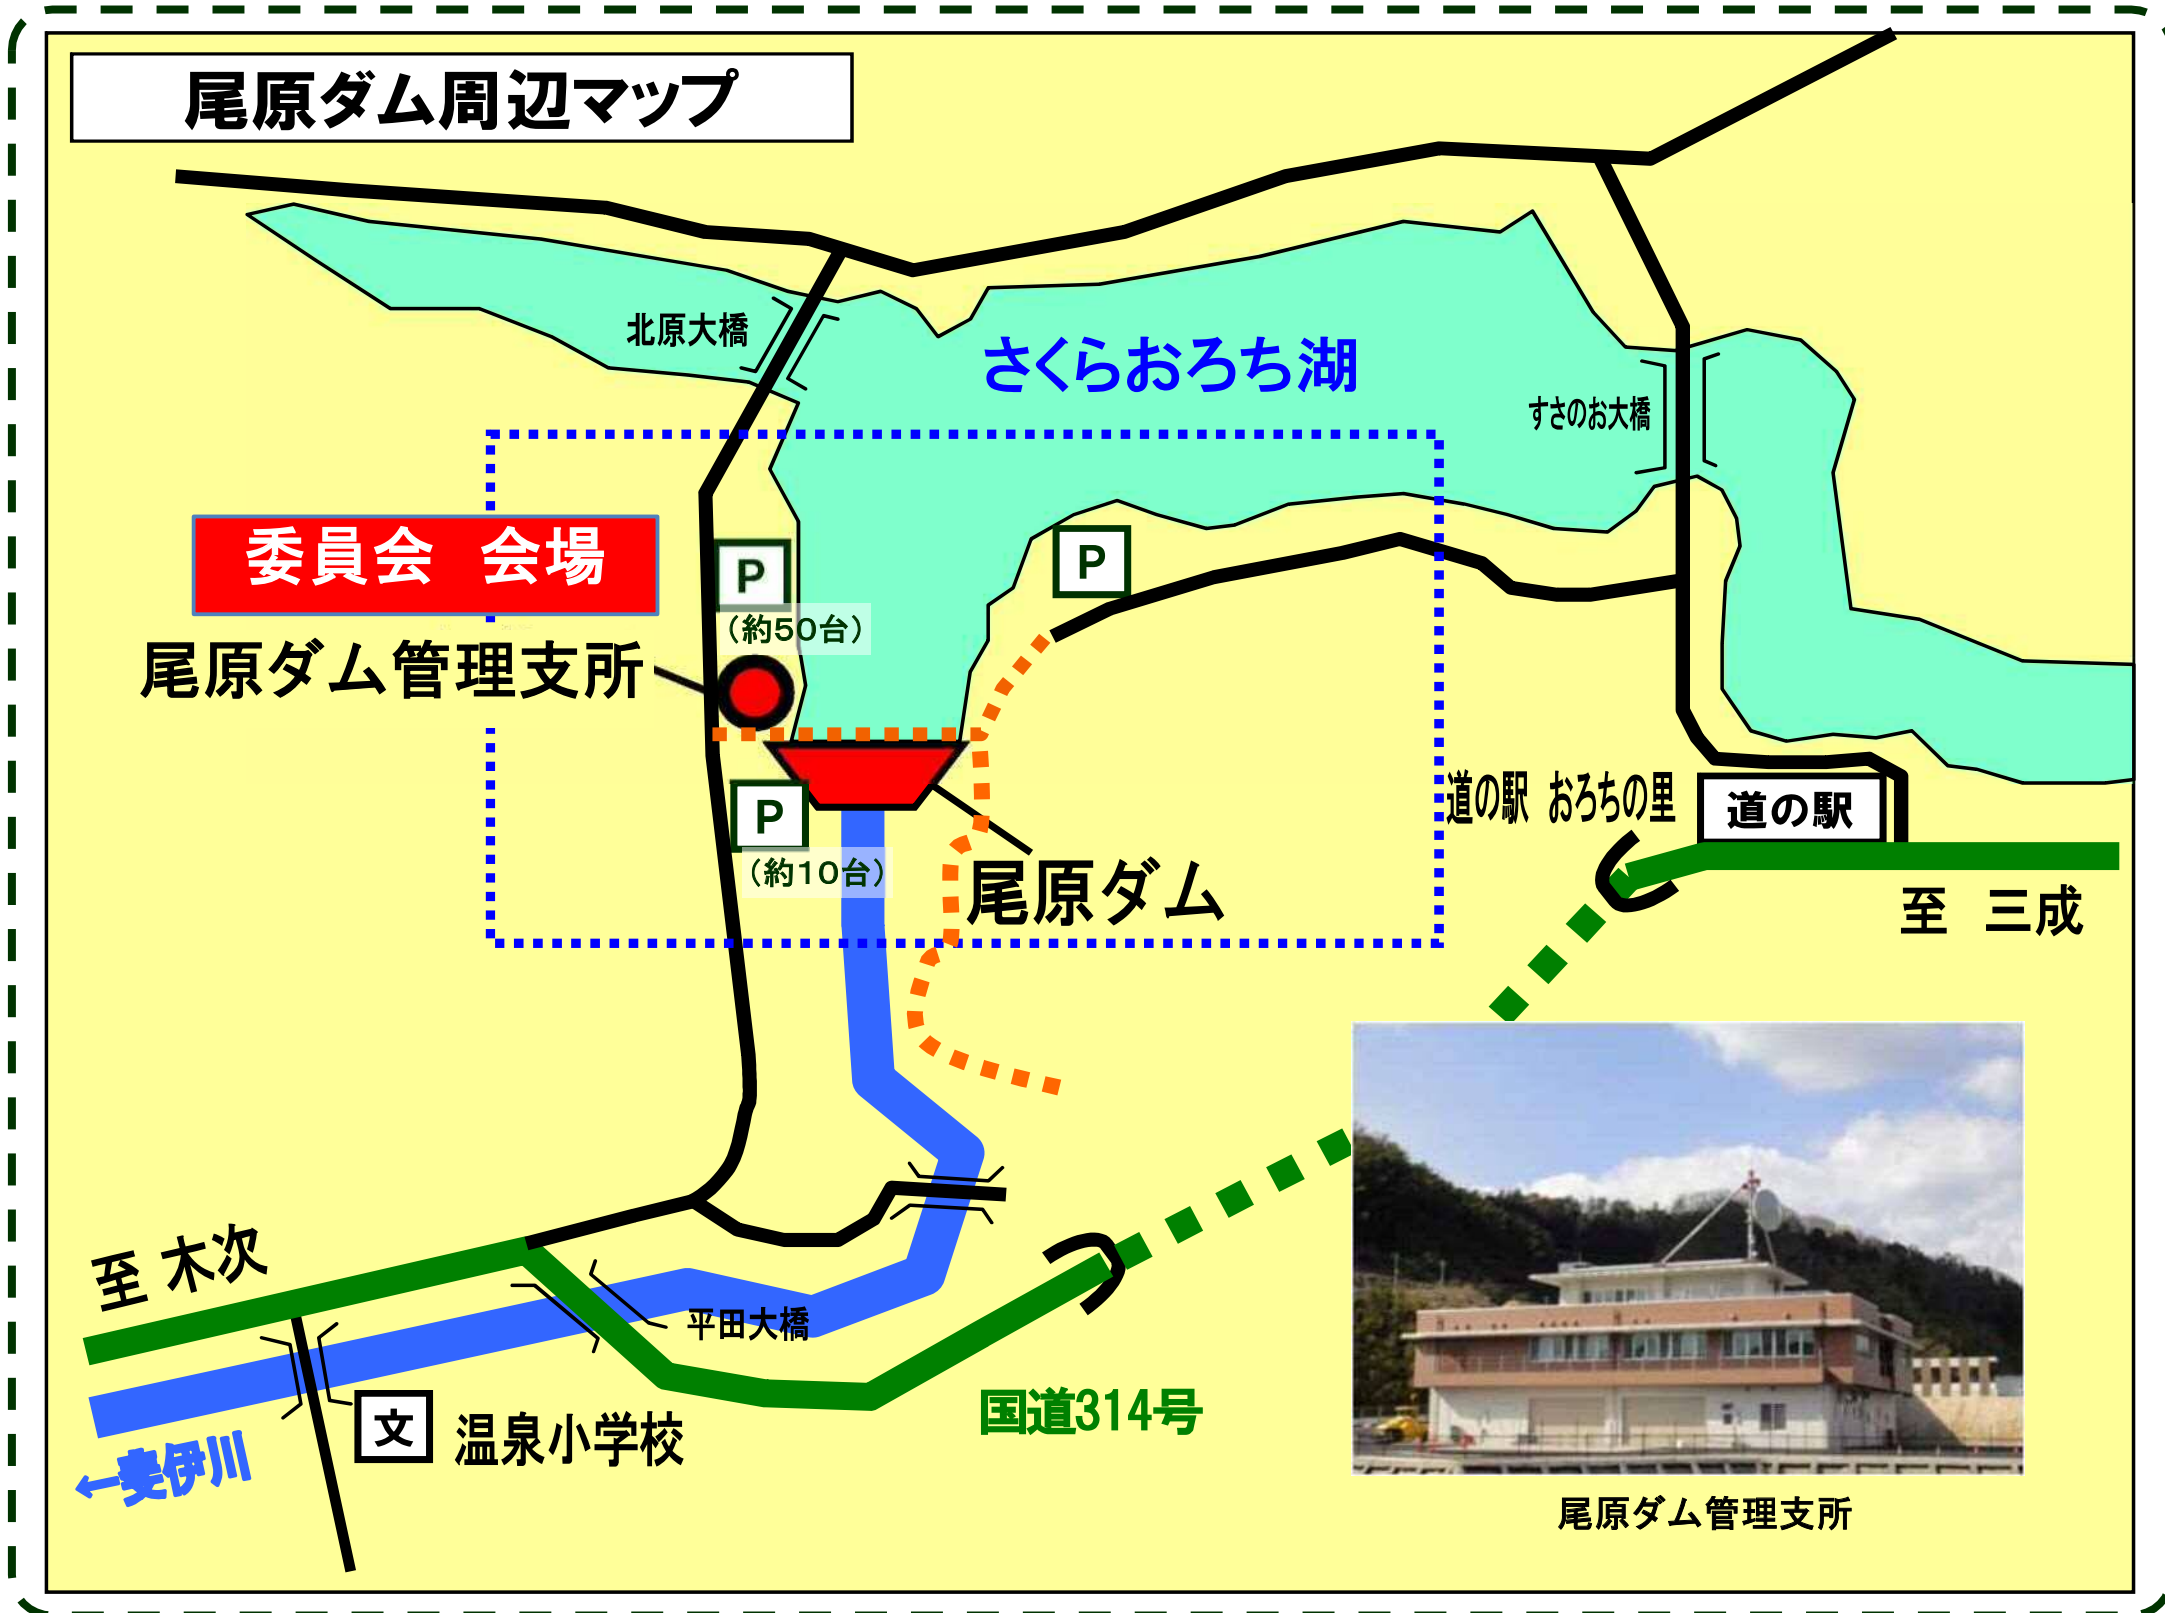 尾原ダム周辺マップ
北原大橋
さくらおろち湖
すさのお大橋
委員会　会場
P
(約50台)
P
尾原ダム管理支所
P
(約10台)
道の駅　おろちの里
道の駅
尾原ダム
至　三成
至 木次
平田大橋
国道314号
文
温泉小学校
←斐伊川
尾原ダム管理支所